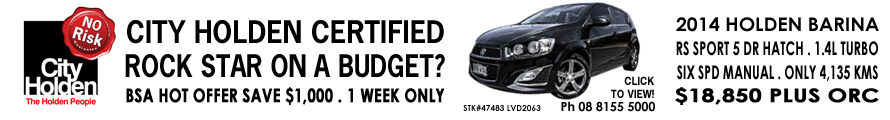 NO
Risk
Guarantee
City
Holden
The Holden People
CITY HOLDEN CERTIFIED
ROCK STAR ON A BUDGET?
BSA HOT OFFER SAVE $1,000 . 1 WEEK ONLY
STK#47483 LVD2063
CLICK
TO VIEW!
Ph 08 8155 5000
2014 HOLDEN BARINA
RS SPORT 5 DR HATCH . 1.4L TURBO
SIX SPD MANUAL . ONLY 4,135 KMS
$18,850 PLUS ORC